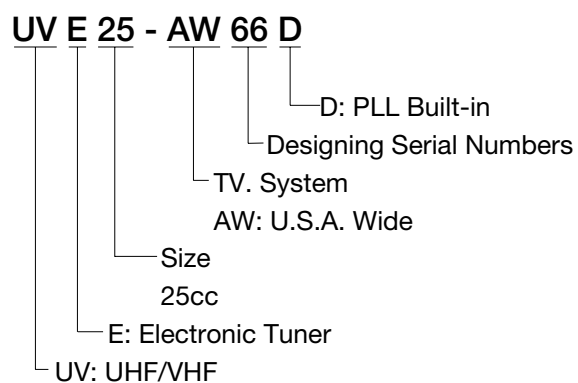 UV E 25 - AW 66 D
D: PLL Built-in
Designing Serial Numbers
TV. System
AW: U.S.A. Wide
Size
25cc
E: Electronic Tuner
UV: UHF/VHF